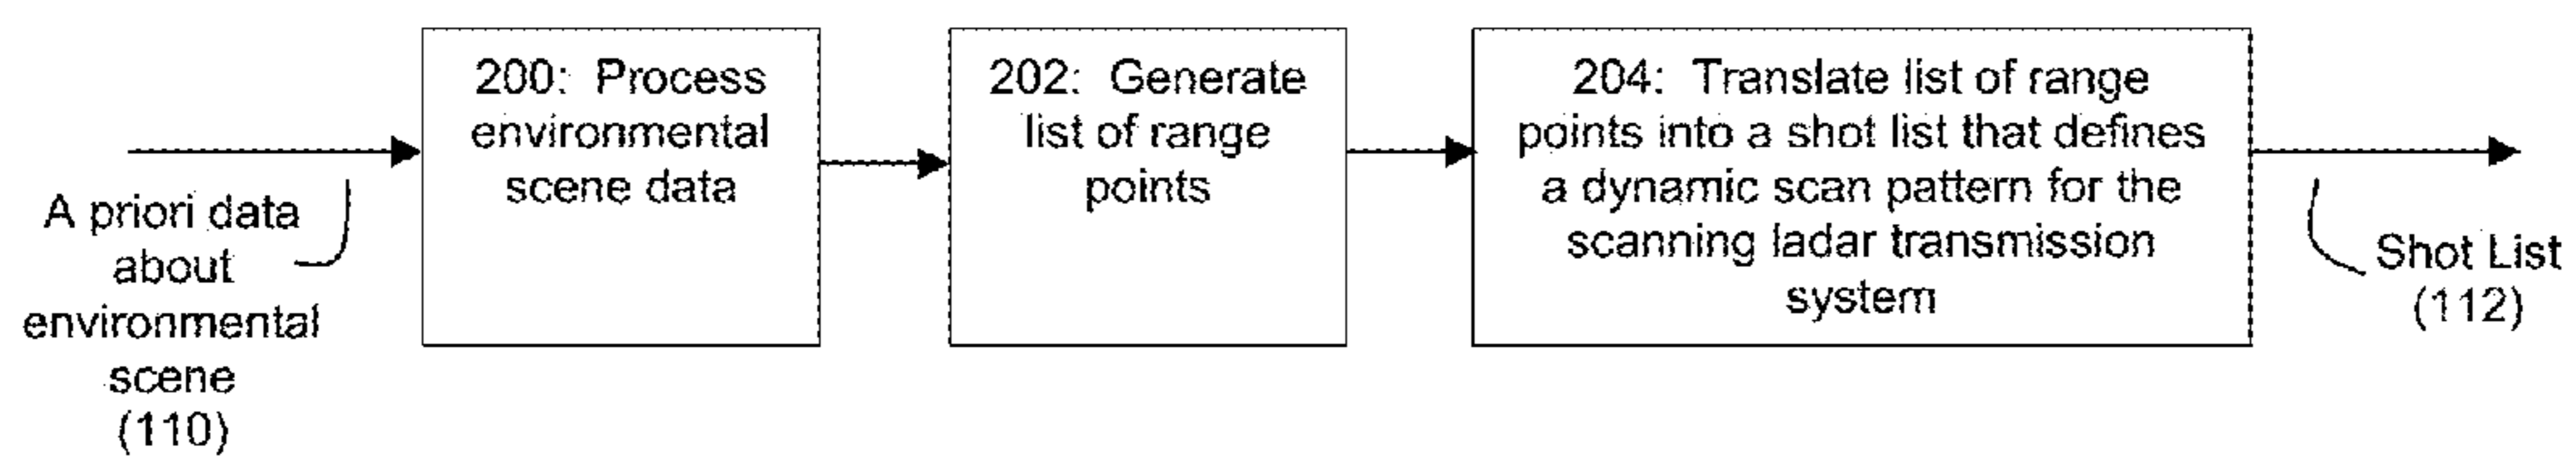 A priori data
about
environmental
scene
(110)
200: Process
environmental
scene data
202: Generate
list of range
points
204: Translate list of range
points into a shot list that defines
a dynamic scan pattern for the
scanning ladar transmission
system
Shot List
(112)